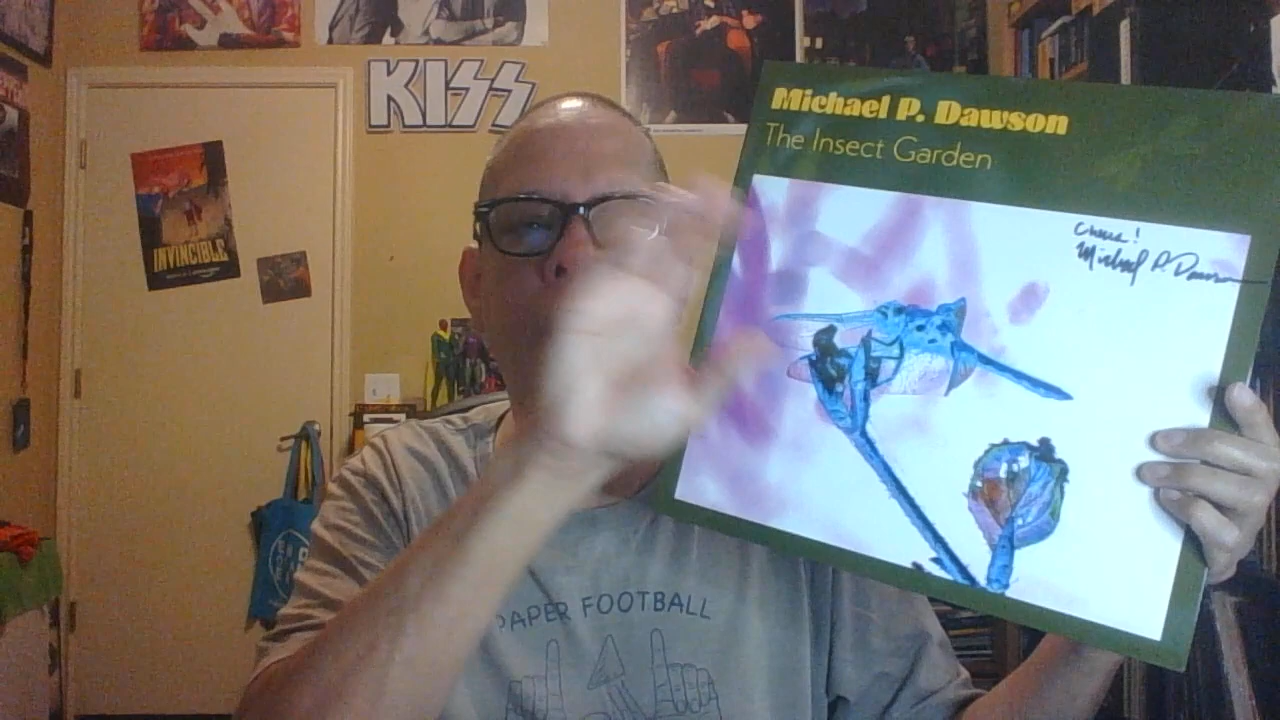 KISS
Michael P. Dawson
The Insect Garden
Cheers!
Michael P. Dawson
INVINCIBLE
PAPER FOOTBALL